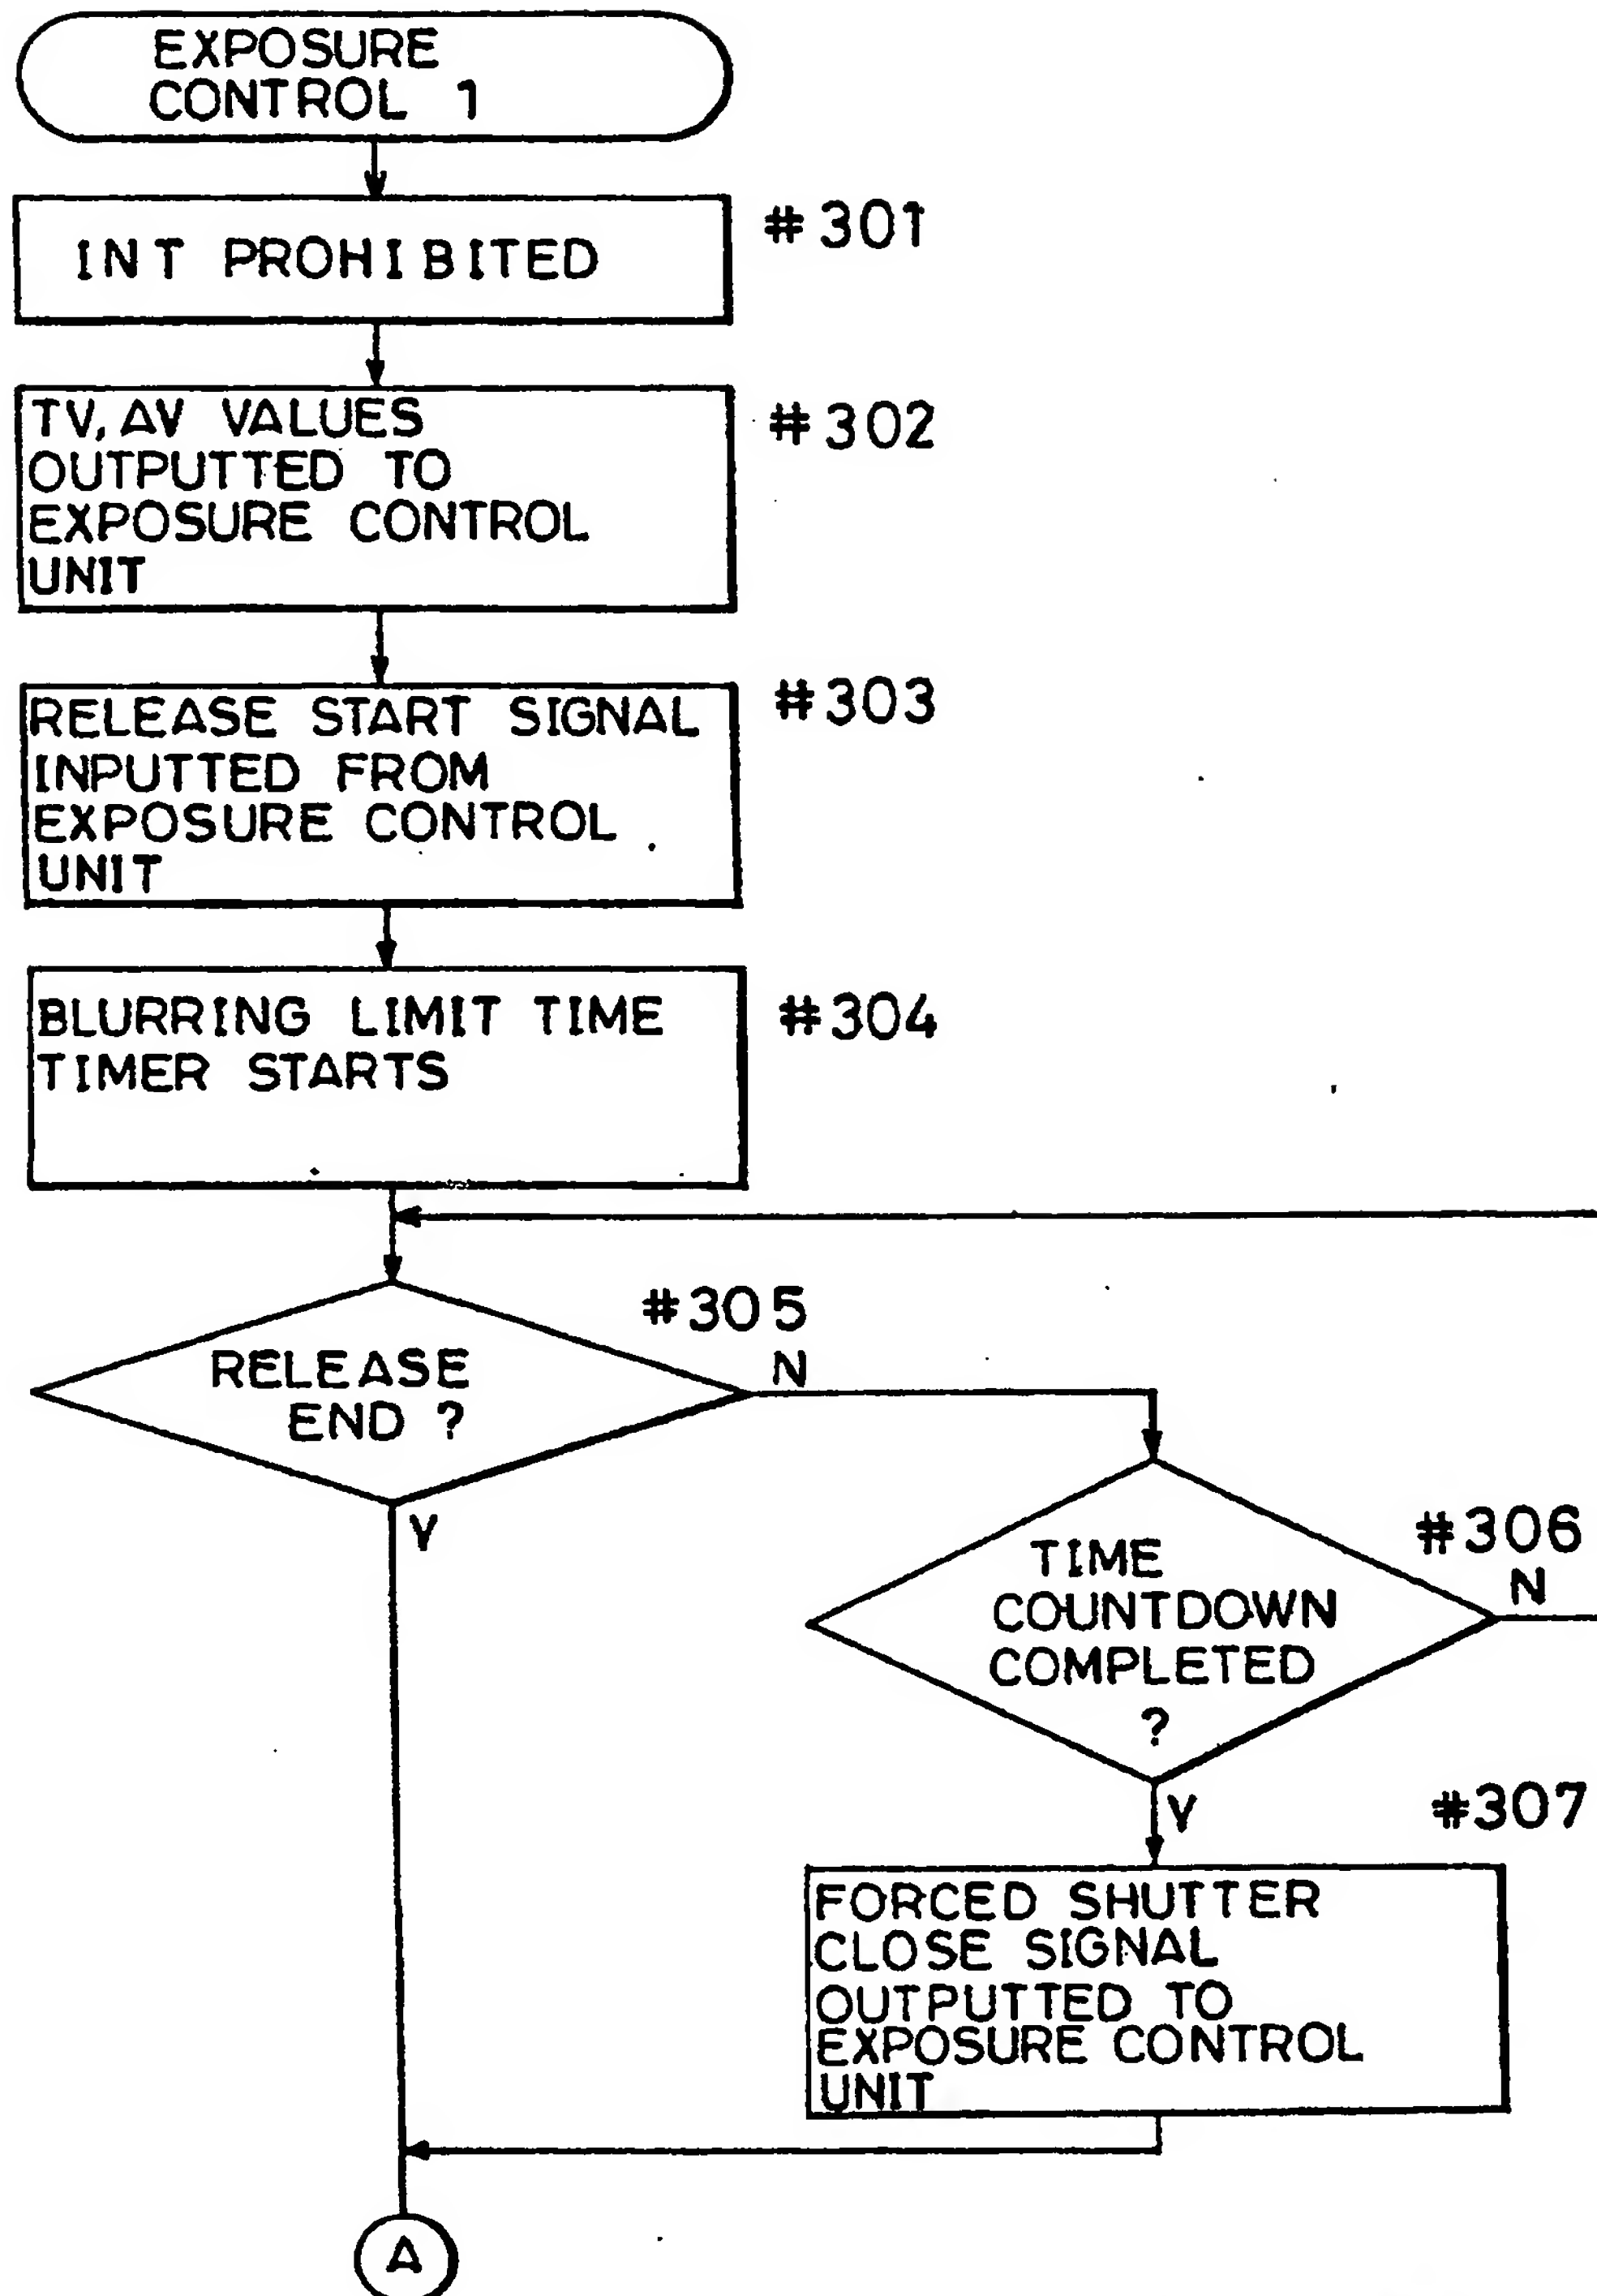 EXPOSURE
CONTROL 1
INT PROHIBITED
#301
TV, AV VALUES
OUTPUTTED TO
EXPOSURE CONTROL
UNIT
#302
RELEASE START SIGNAL
INPUTTED FROM
EXPOSURE CONTROL
UNIT
#303
BLURRING LIMIT TIME
TIMER STARTS
#304
#305
RELEASE
END ?
N
Y
#306
TIME
COUNTDOWN
COMPLETED
?
N
Y
#307
FORCED SHUTTER
CLOSE SIGNAL
OUTPUTTED TO
EXPOSURE CONTROL
UNIT
A